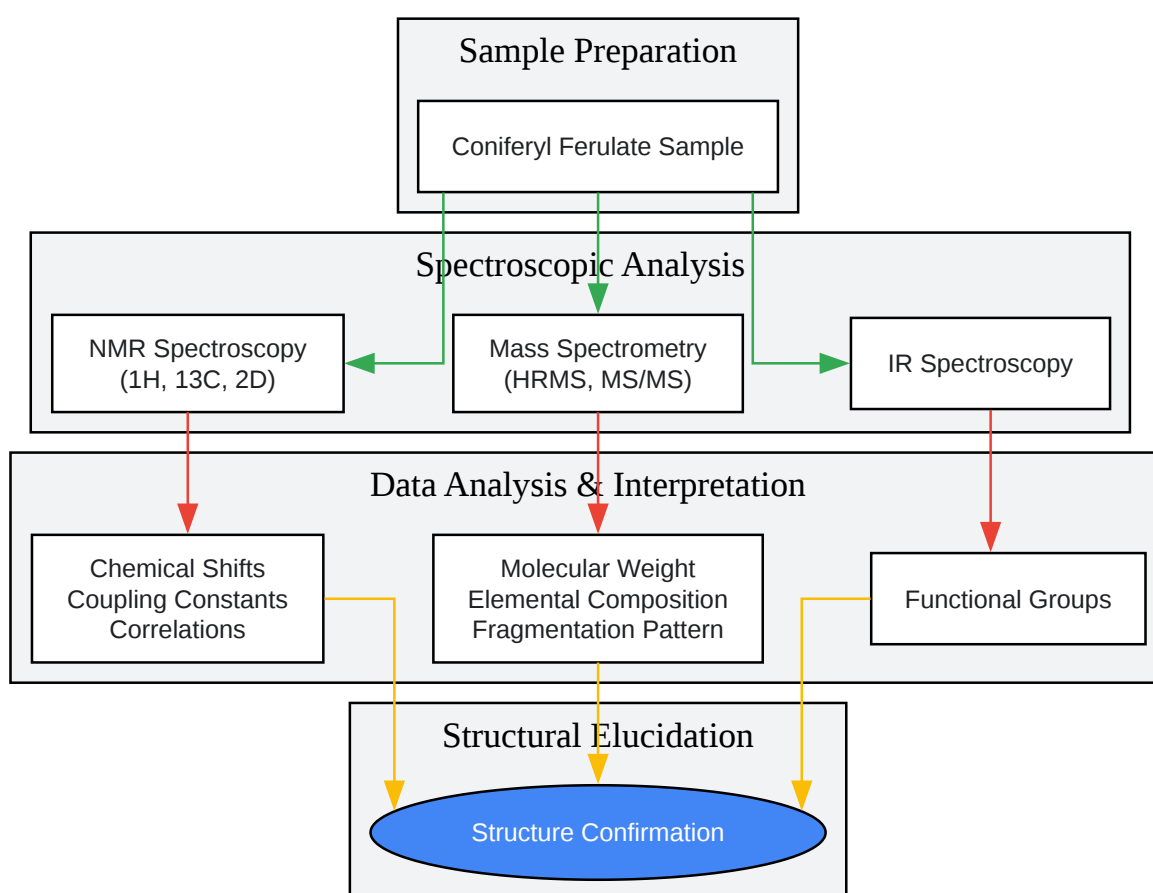 Sample Preparation
Coniferyl Ferulate Sample
Spectroscopic Analysis
NMR Spectroscopy
(1H, 13C, 2D)
Mass Spectrometry
(HRMS, MS/MS)
IR Spectroscopy
Data Analysis & Interpretation
Chemical Shifts
Coupling Constants
Correlations
Molecular Weight
Elemental Composition
Fragmentation Pattern
Functional Groups
Structural Elucidation
Structure Confirmation